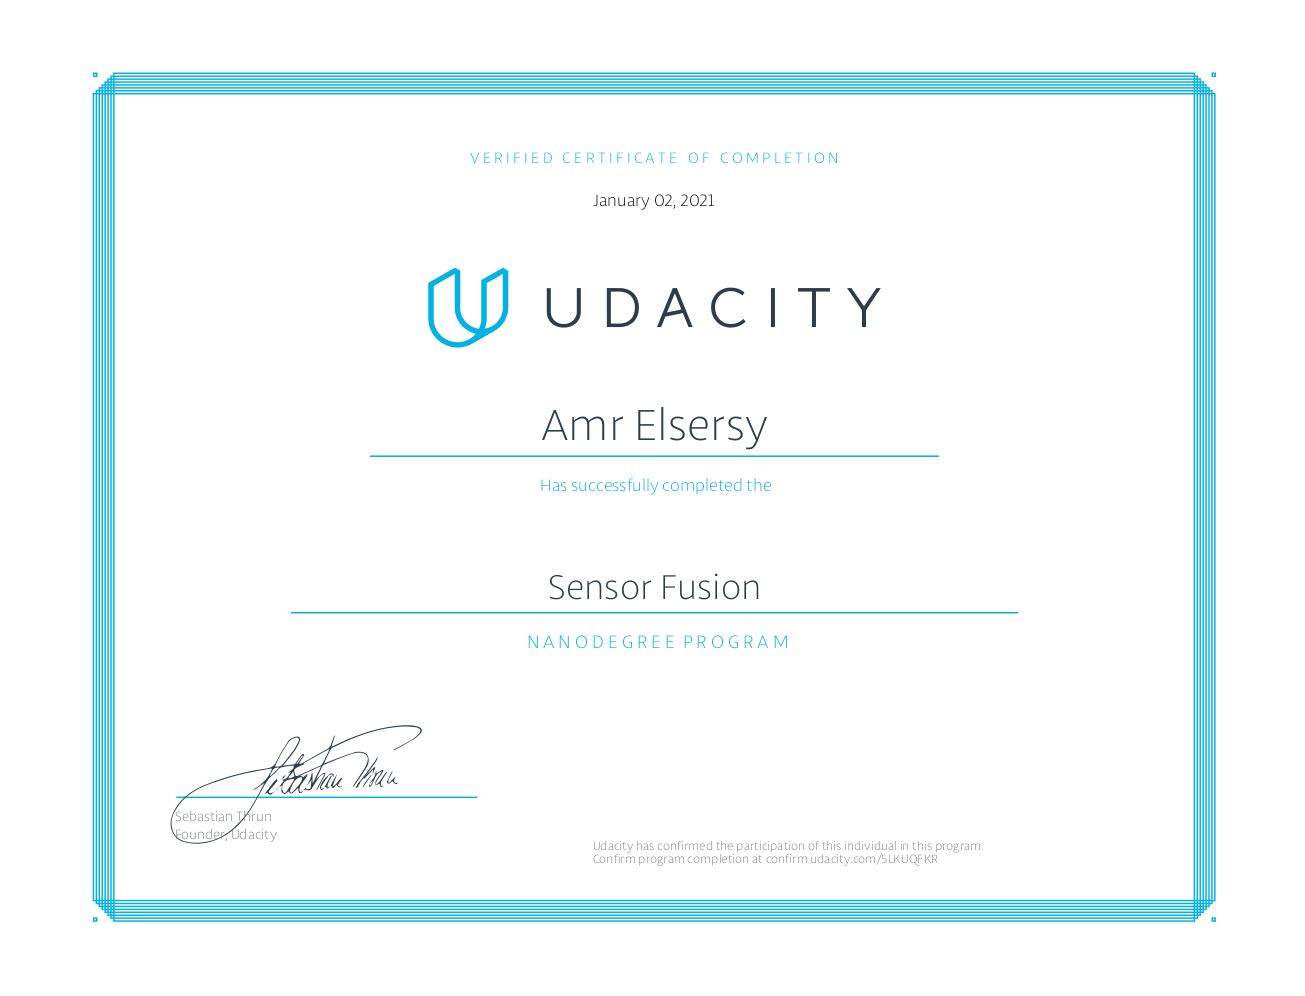 VERIFIED CERTIFICATE OF COMPLETION
January 02, 2021
UDACITY
Amr Elsersy
Has successfully completed the
Sensor Fusion
NANODEGREE PROGRAM
Sebastian Thrun
Sebastian Thrun
Founder, Udacity
Udacity has confirmed the participation of this individual in this program.
Confirm program completion at confirm.udacity.com/5LKUQFKR